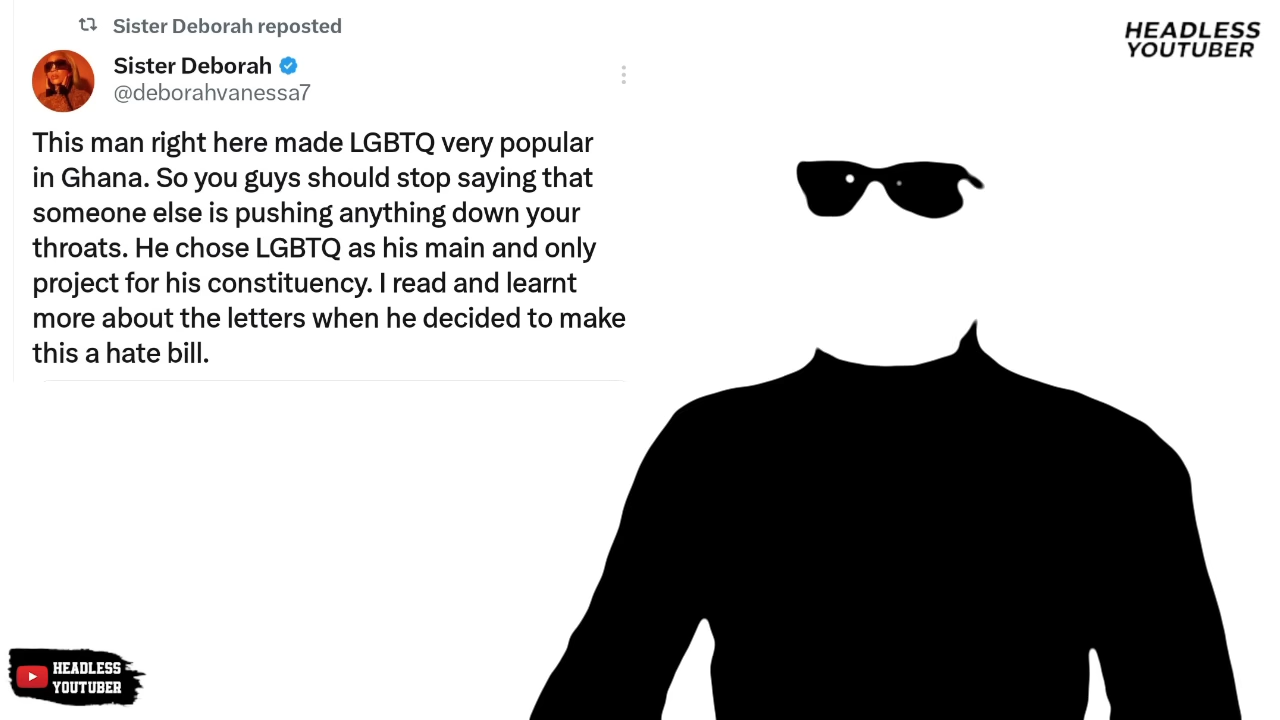 Sister Deborah reposted
Sister Deborah
@deborahvanessa7
This man right here made LGBTQ very popular
in Ghana. So you guys should stop saying that
someone else is pushing anything down your
throats. He chose LGBTQ as his main and only
project for his constituency. I read and learnt
more about the letters when he decided to make
this a hate bill.
HEADLESS
YOUTUBER
HEADLESS
YOUTUBER